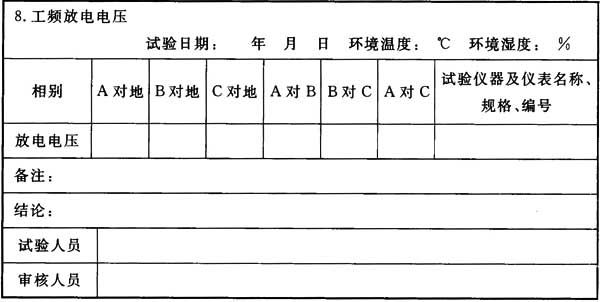 8.工频放电电压
试验日期： 年 月 日 环境温度： ℃ 环境湿度： %
相别 A对地 B对地 C对地 A对B B对C A对C 试验仪器及仪表名称、
规格、编号
放电电压
备注：
结论：
试验人员
审核人员